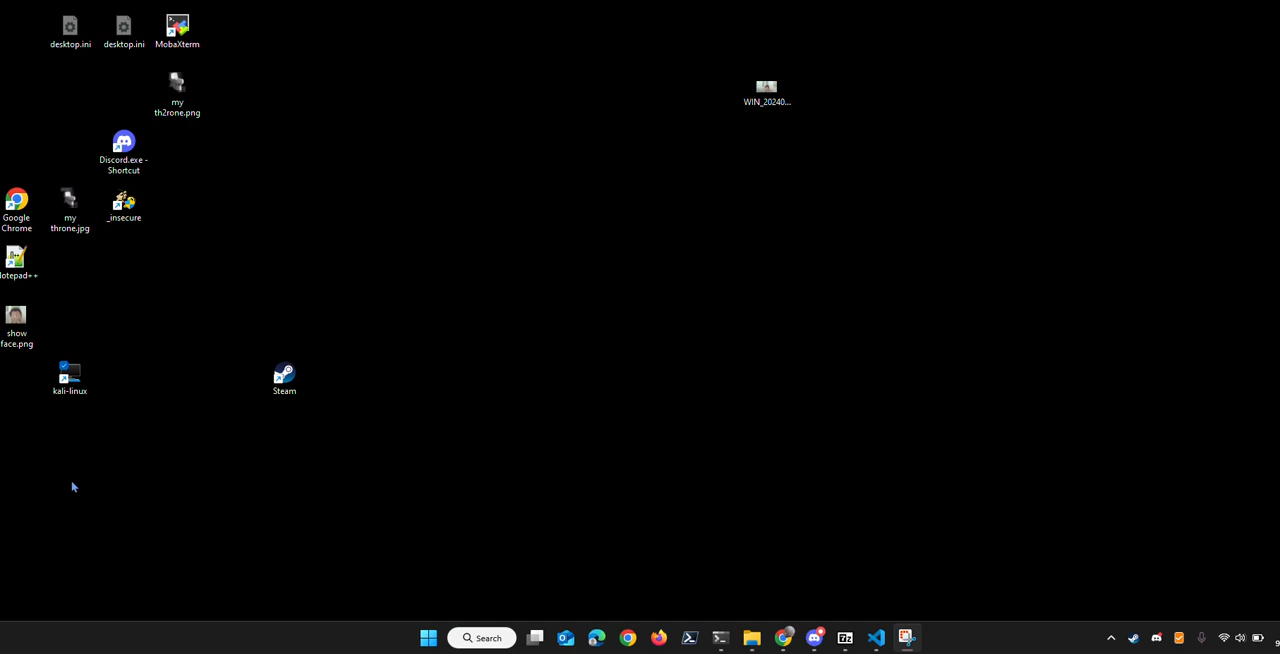 desktop.ini
desktop.ini
MobaXterm
my
th2rone.png
WIN_20240...
Discord.exe -
Shortcut
Google
Chrome
my
throne.jpg
_insecure
lotepad++
show
face.png
kali-linux
Steam
Search
7z